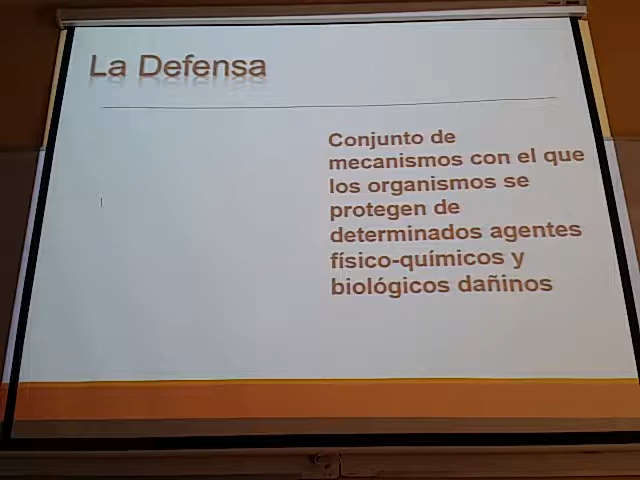 La Defensa
Conjunto de
mecanismos con el que
los organismos se
protegen de
determinados agentes
físico-químicos y
biológicos dañinos